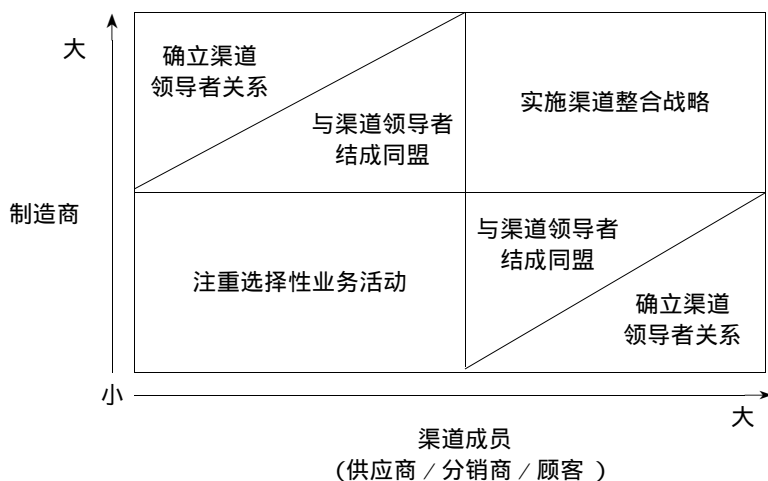 大
确立渠道
领导者关系
与渠道领导者
结成同盟
实施渠道整合战略
制造商
注重选择性业务活动
与渠道领导者
结成同盟
确立渠道
领导者关系
小
大
渠道成员
(供应商/分销商/顾客 )